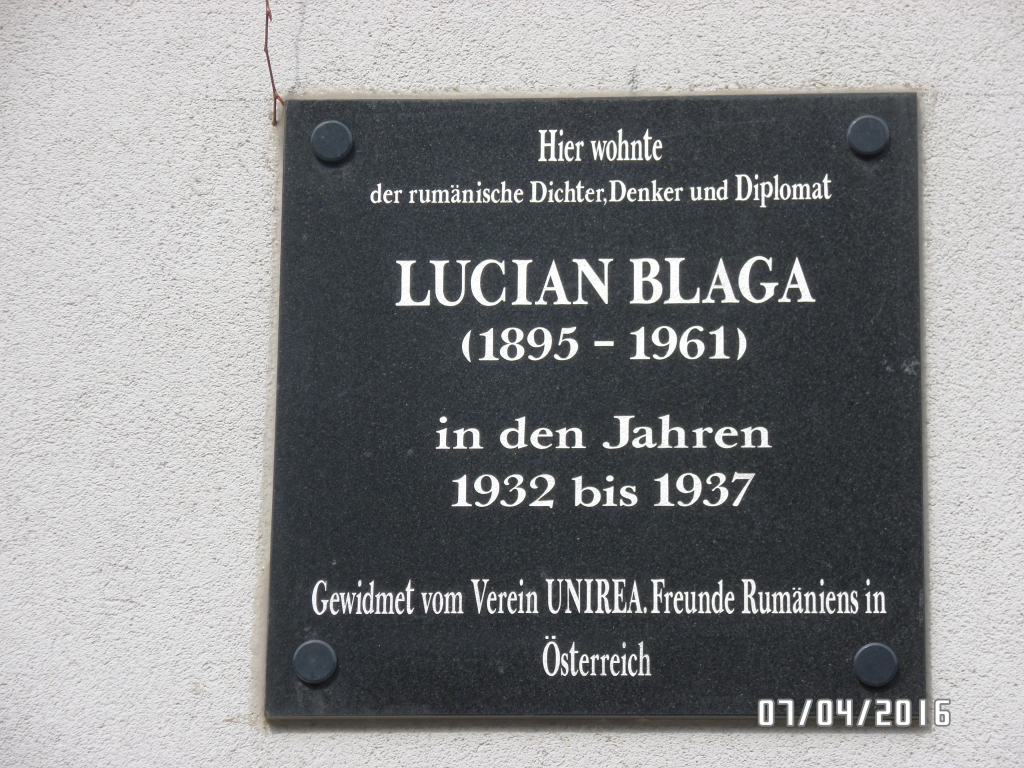 Hier wohnte
der rumänische Dichter, Denker und Diplomat
LUCIAN BLAGA
(1895 - 1961)
in den Jahren
1932 bis 1937
Gewidmet vom Verein UNIREA. Freunde Rumäniens in
Österreich
07/04/2016